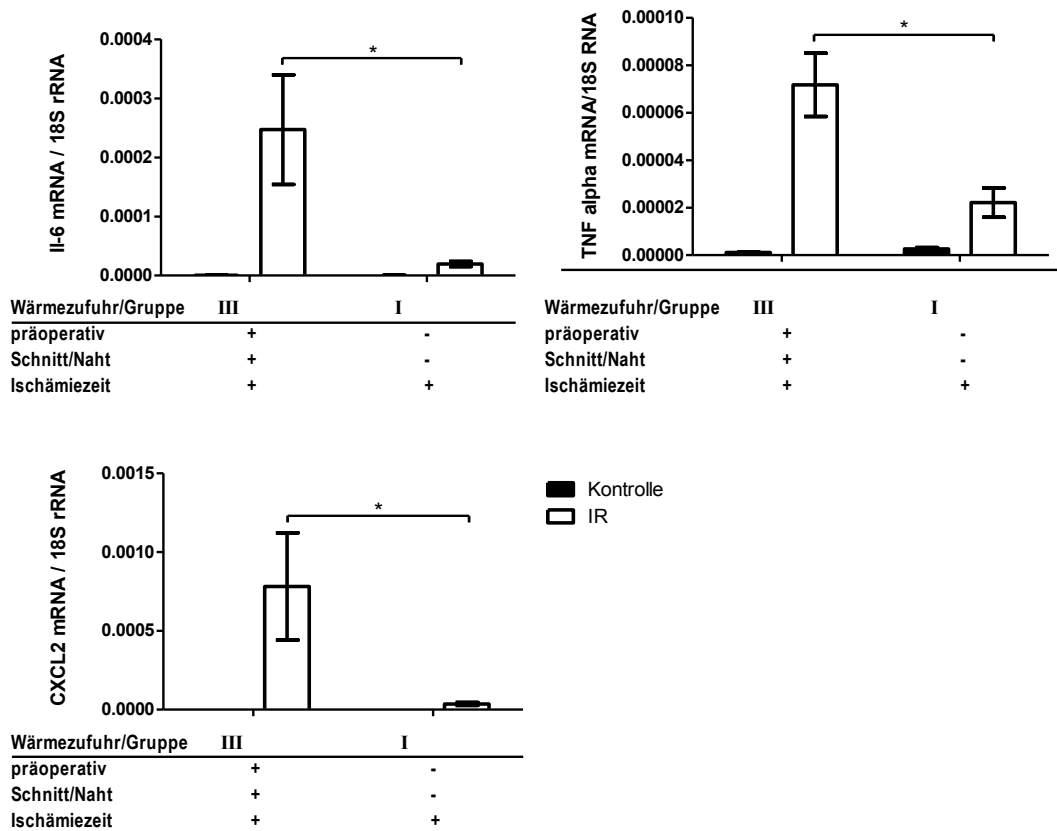 Il-6 mRNA / 18S rRNA
0.0004
0.0003
0.0002
0.0001
0.0000
*
Wärmezufuhr/Gruppe III I
präoperativ + -
Schnitt/Naht + -
Ischämiezeit + +
TNF alpha mRNA/18S RNA
0.00010
0.00008
0.00006
0.00004
0.00002
0.00000
*
Wärmezufuhr/Gruppe III I
präoperativ + -
Schnitt/Naht + -
Ischämiezeit + +
CXCL2 mRNA / 18S rRNA
0.0015
0.0010
0.0005
0.0000
*
Kontrolle
IR
Wärmezufuhr/Gruppe III I
präoperativ + -
Schnitt/Naht + -
Ischämiezeit + +